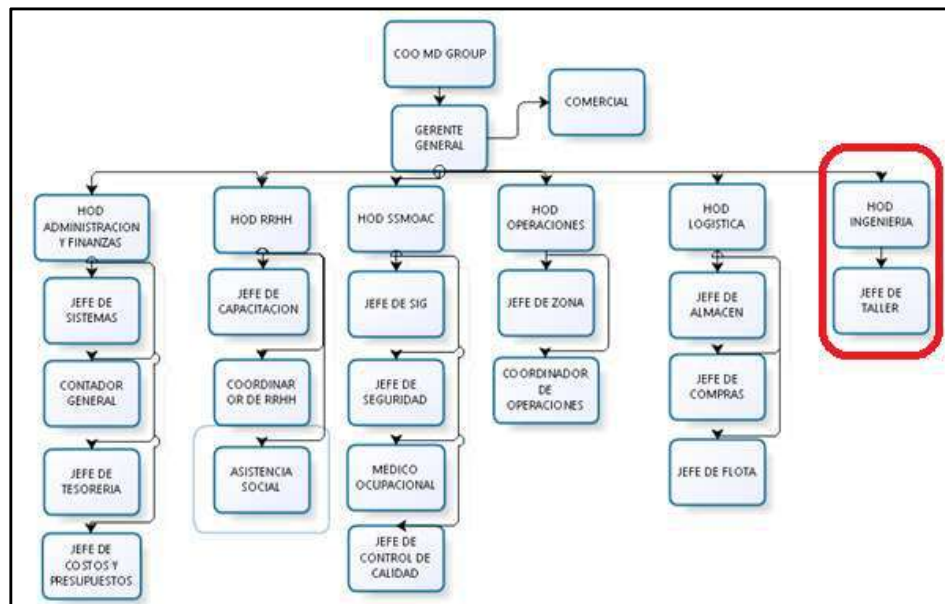 COO MD GROUP
GERENTE
GENERAL
COMERCIAL
HOD
ADMINISTRACION
Y FINANZAS
JEFE DE
SISTEMAS
CONTADOR
GENERAL
JEFE DE
TESORERIA
JEFE DE
COSTOS Y
PRESUPUESTOS
HOD RRHH
JEFE DE
CAPACITACION
COORDINAR
OR DE RRHH
ASISTENCIA
SOCIAL
HOD SSMOAC
JEFE DE SIG
JEFE DE
SEGURIDAD
MEDICO
OCUPACIONAL
JEFE DE
CONTROL DE
CALIDAD
HOD
OPERACIONES
JEFE DE ZONA
COORDINADOR
DE
OPERACIONES
HOD
LOGISTICA
JEFE DE
ALMACEN
JEFE DE
COMPRAS
JEFE DE FLOTA
HOD
INGENIERIA
JEFE DE
TALLER